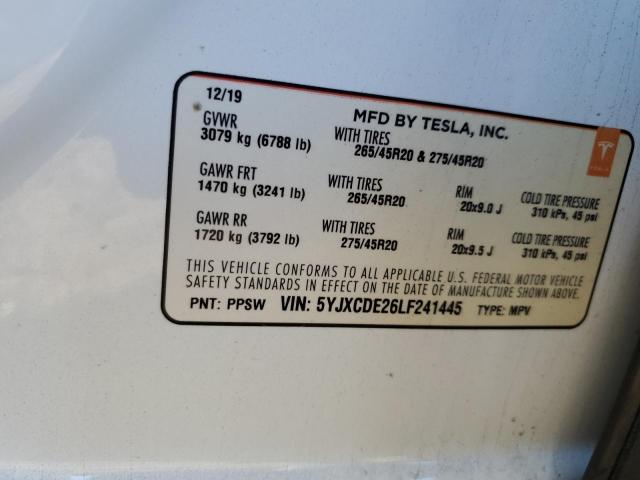 12/19
MFD BY TESLA, INC.
GVWR
3079 kg (6788 lb)
WITH TIRES
265/45R20 & 275/45R20
TESLA
GAWR FRT
1470 kg (3241 lb)
WITH TIRES
265/45R20
RIM
20x9.0 J
COLD TIRE PRESSURE
310 kPa, 45 psi
GAWR RR
1720 kg (3792 lb)
WITH TIRES
275/45R20
RIM
20x9.5 J
COLD TIRE PRESSURE
310 kPa, 45 psi
THIS VEHICLE CONFORMS TO ALL APPLICABLE U.S. FEDERAL MOTOR VEHICLE
SAFETY STANDARDS IN EFFECT ON THE DATE OF MANUFACTURE SHOWN ABOVE.
PNT: PPSW VIN: 5YJXCDE26LF241445 TYPE: MPV